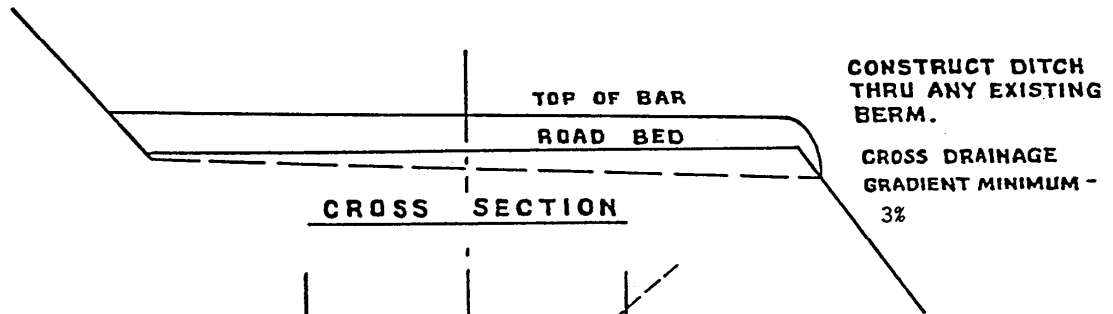 TOP OF BAR
ROAD BED
CROSS SECTION
CONSTRUCT DITCH
THRU ANY EXISTING
BERM.
CROSS DRAINAGE
GRADIENT MINIMUM -
3%